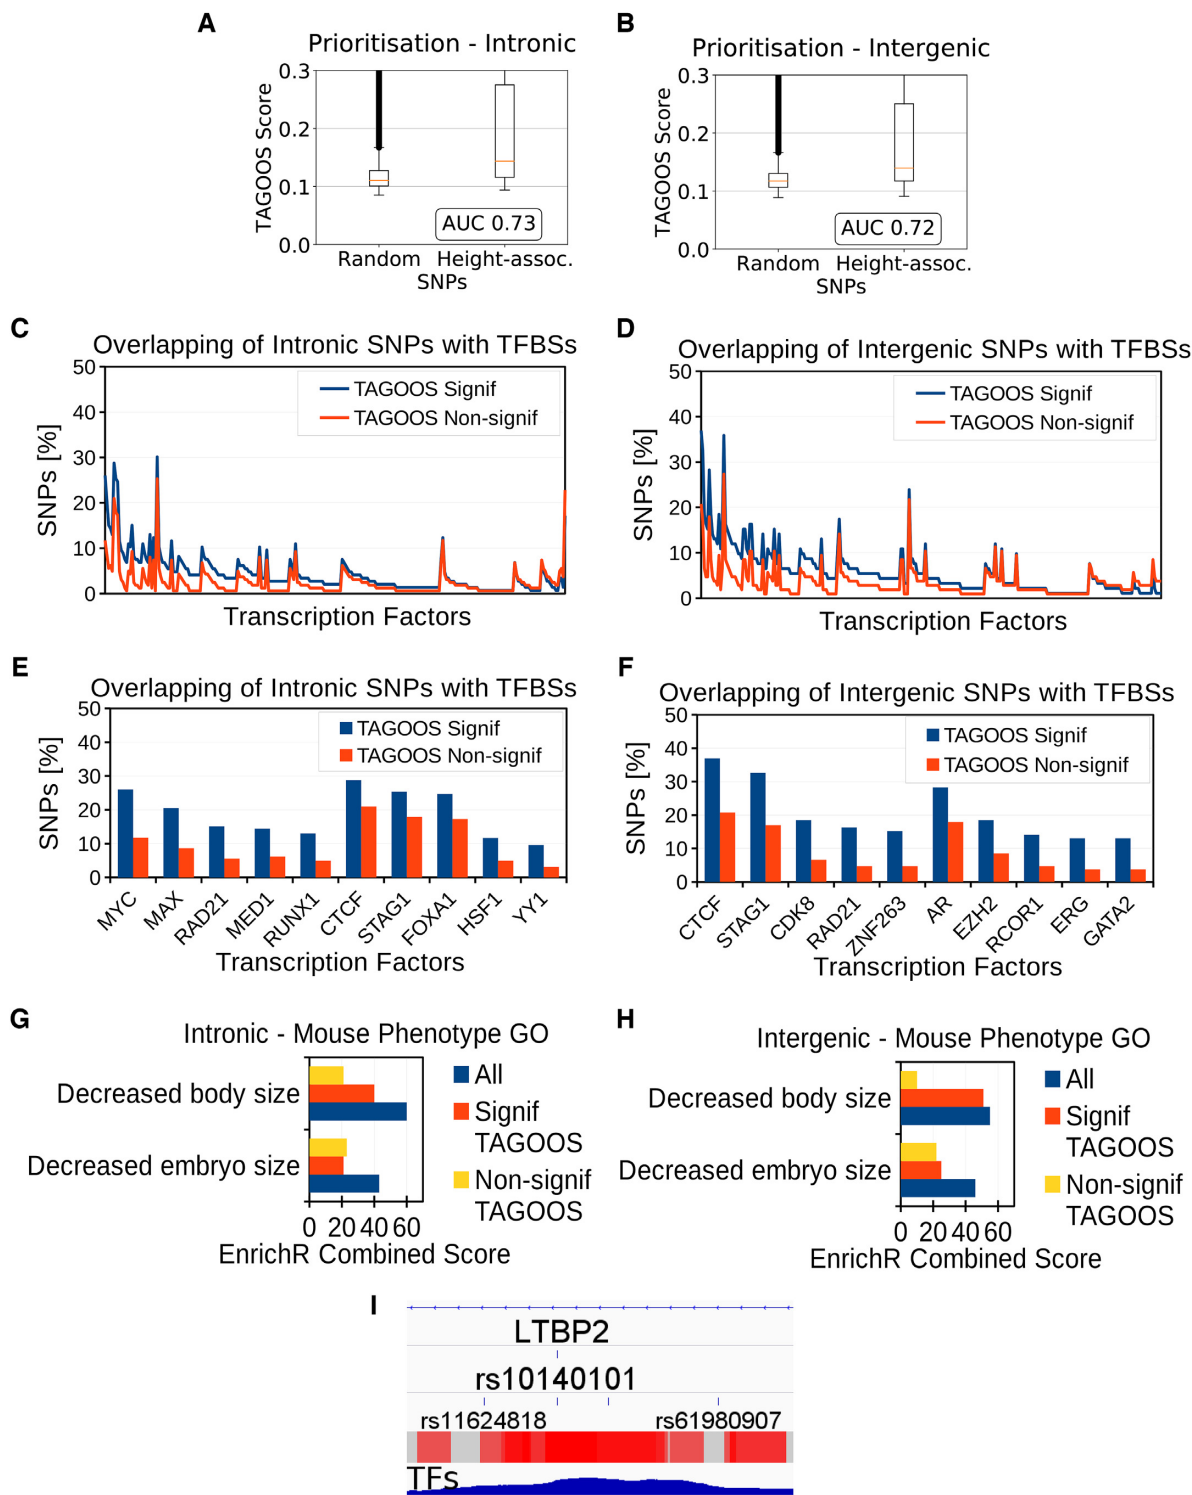 A
Prioritisation - Intronic
TAGOOS Score
0.3
0.2
0.1
0.0
AUC 0.73
Random
Height-assoc.
SNPs
B
Prioritisation - Intergenic
TAGOOS Score
0.3
0.2
0.1
0.0
AUC 0.72
Random
Height-assoc.
SNPs
C
Overlapping of Intronic SNPs with TFBSs
SNPs [%]
50
40
30
20
10
0
TAGOOS Signif
TAGOOS Non-signif
Transcription Factors
D
Overlapping of Intergenic SNPs with TFBSs
SNPs [%]
50
40
30
20
10
0
TAGOOS Signif
TAGOOS Non-signif
Transcription Factors
E
Overlapping of Intronic SNPs with TFBSs
SNPs [%]
50
40
30
20
10
0
TAGOOS Signif
TAGOOS Non-signif
MYC
MAX
RAD21
MED1
RUNX1
CTCF
STAG1
FOXA1
HSF1
YY1
Transcription Factors
F
Overlapping of Intergenic SNPs with TFBSs
SNPs [%]
50
40
30
20
10
0
TAGOOS Signif
TAGOOS Non-signif
CTCF
STAG1
CDK8
RAD21
ZNF263
AR
EZH2
RCOR1
ERG
GATA2
Transcription Factors
G
Intronic - Mouse Phenotype GO
Decreased body size
Decreased embryo size
0 20 40 60
EnrichR Combined Score
All
Signif
TAGOOS
Non-signif
TAGOOS
H
Intergenic - Mouse Phenotype GO
Decreased body size
Decreased embryo size
0 20 40 60
EnrichR Combined Score
All
Signif
TAGOOS
Non-signif
TAGOOS
I
LTBP2
rs10140101
rs11624818
rs61980907
TFs